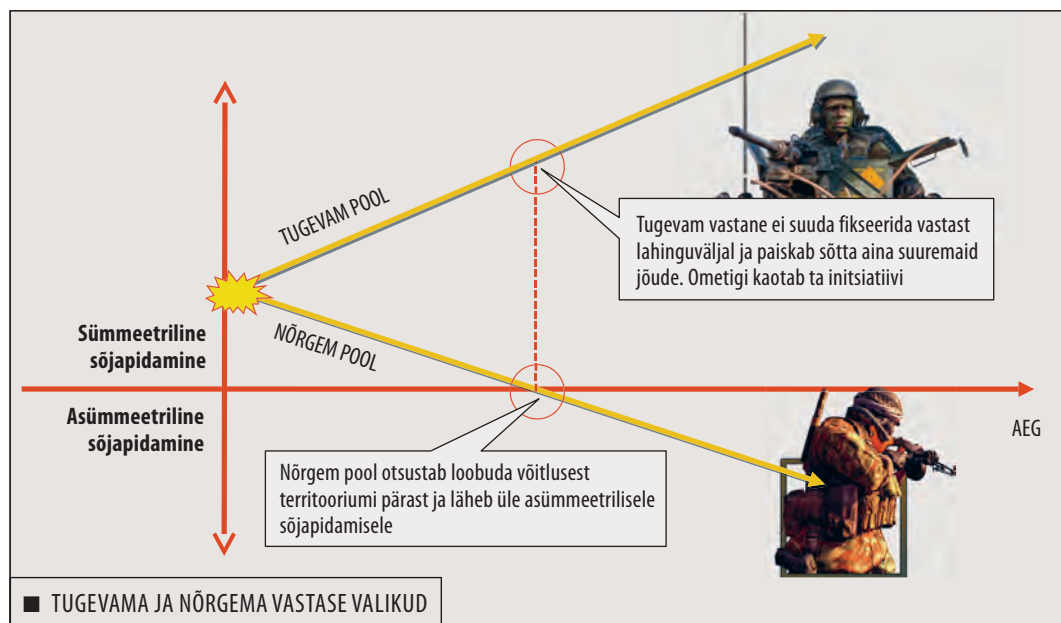 TUGEVAM POOL
Tugevam vastane ei suuda fikseerida vastast
lahinguväljal ja paiskab sõtta aina suuremaid
jõude. Ometigi kaotab ta initsiatiivi
NÕRGEM POOL
Sümmeetriline
sõjapidamine
Asümmeetriline
sõjapidamine
AEG
Nõrgem pool otsustab loobuda võitlusest
territooriumi pärast ja läheb üle asümmeetrilisele
sõjapidamisele
■ TUGEVAMA JA NÕRGEMA VASTASE VALIKUD